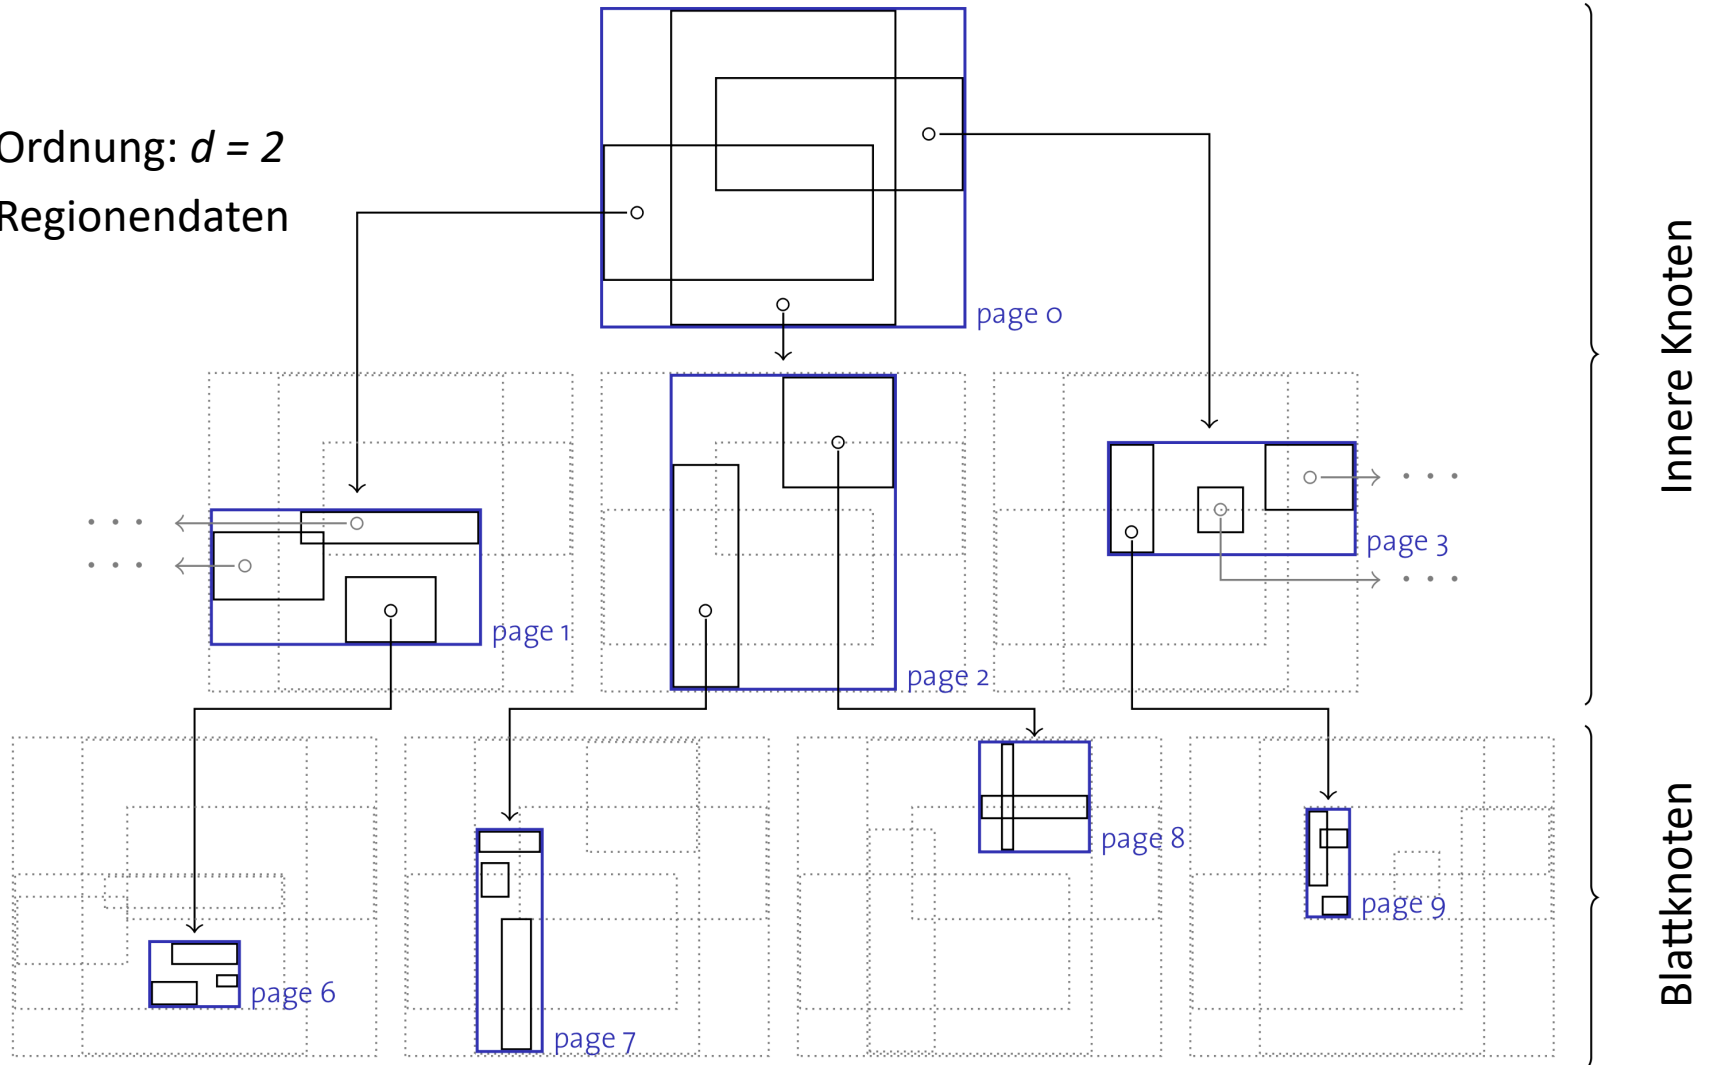 Ordnung: d = 2
Regionendaten
page 0
page 1
page 2
page 3
page 6
page 7
page 8
page 9
Innere Knoten
Blattknoten